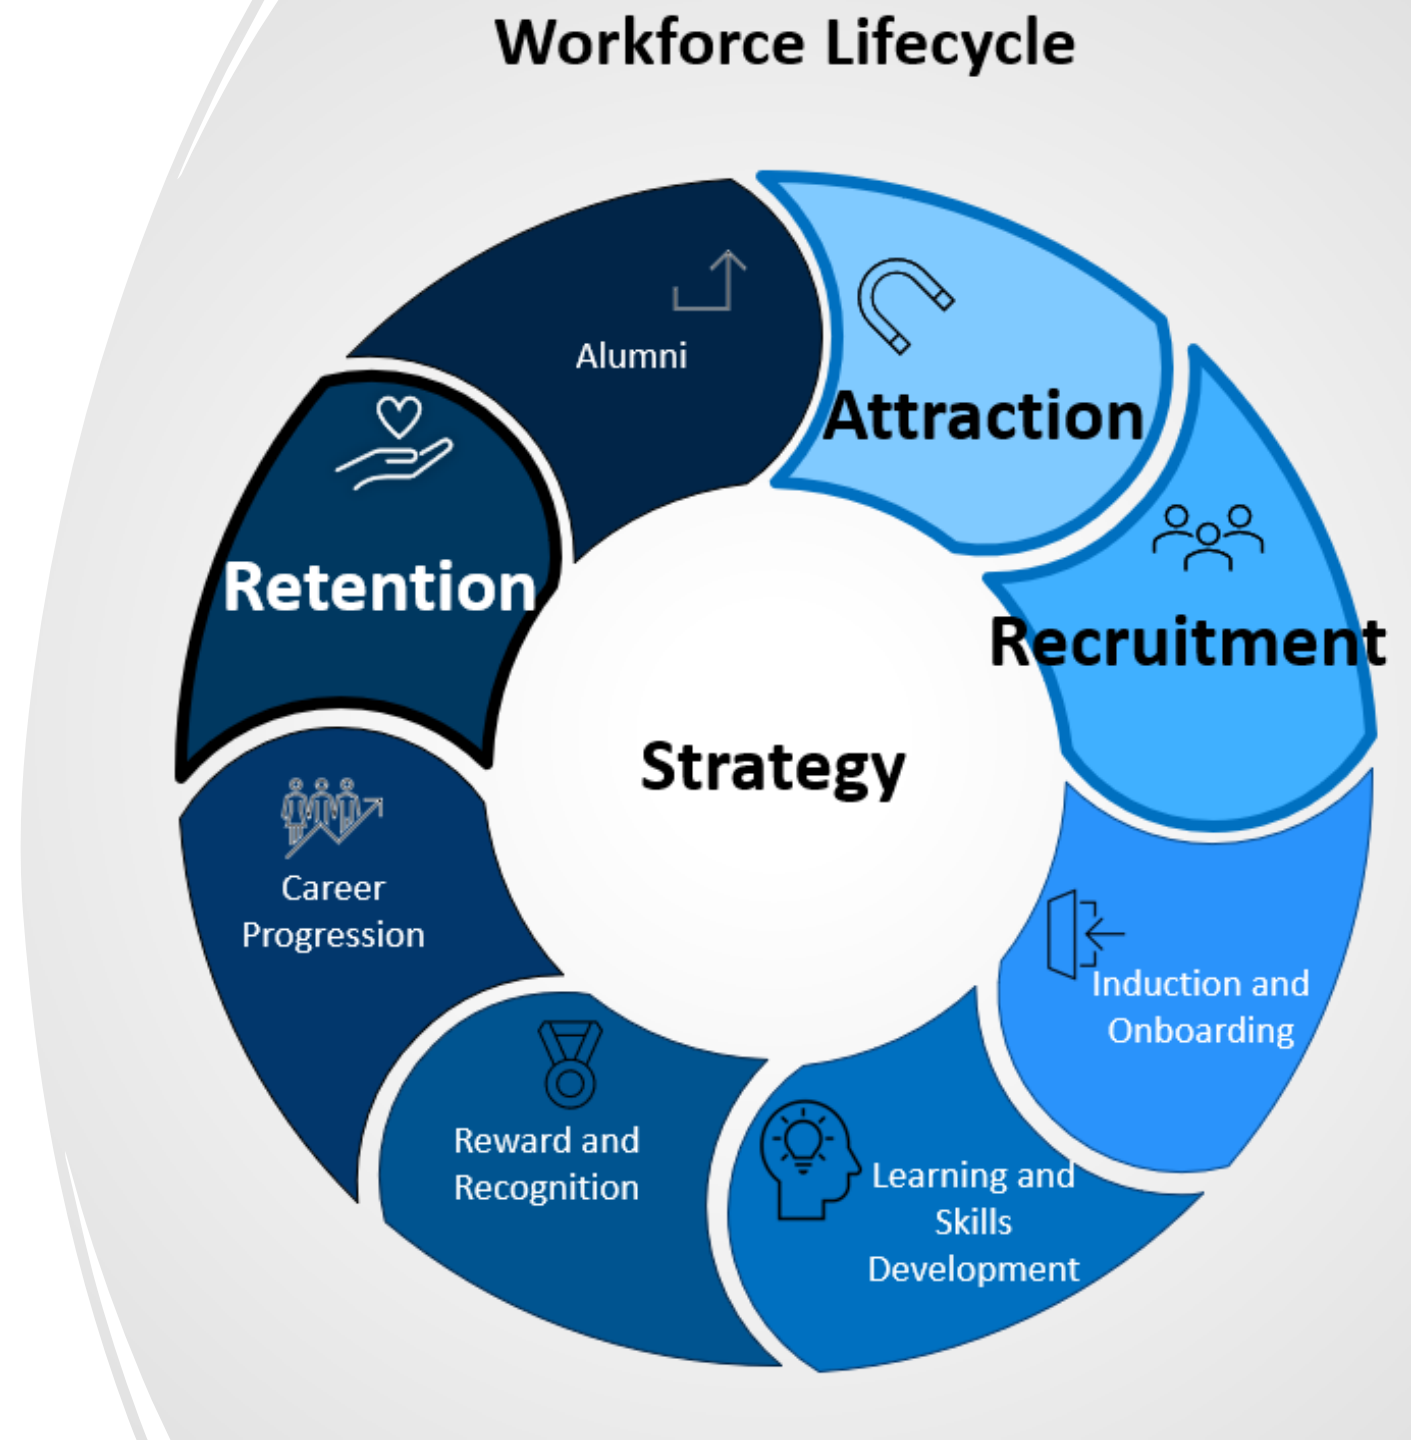 Workforce Lifecycle
Attraction
Recruitment
Induction and
Onboarding
Learning and
Skills
Development
Reward and
Recognition
Career
Progression
Retention
Alumni
Strategy